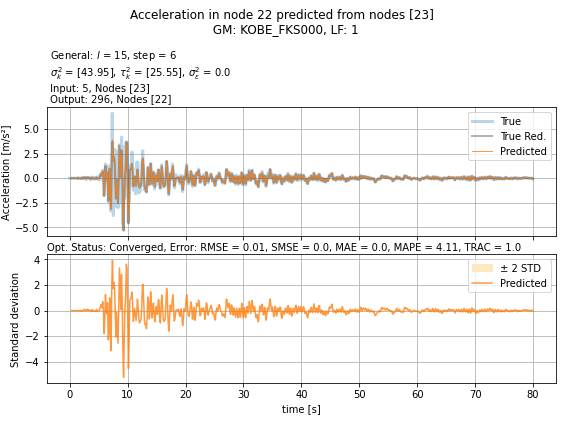 Acceleration in node 22 predicted from nodes [23]
GM: KOBE_FKS000, LF: 1
General: l = 15, step = 6
σ²ₖ = [43.95], τ²ₖ = [25.55], σ²ₑ = 0.0
Input: 5, Nodes [23]
Output: 296, Nodes [22]
Acceleration [m/s²]
5.0
2.5
0.0
−2.5
−5.0
True
True Red.
Predicted
Opt. Status: Converged, Error: RMSE = 0.01, SMSE = 0.0, MAE = 0.0, MAPE = 4.11, TRAC = 1.0
Standard deviation
4
2
0
−2
−4
± 2 STD
Predicted
0 10 20 30 40 50 60 70 80
time [s]